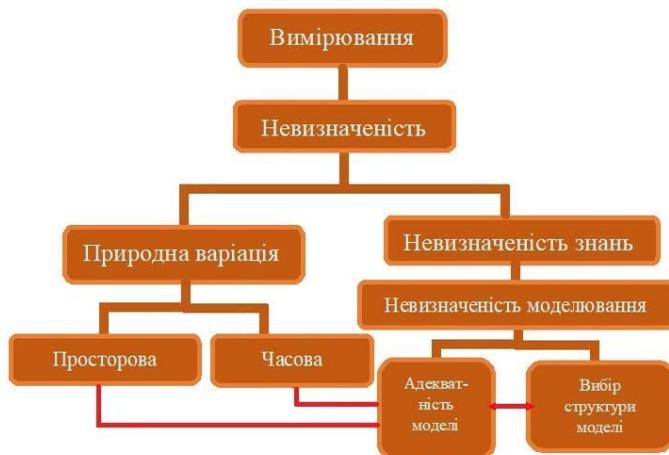 Вимірювання
Невизначеність
Природна варіація
Невизначеність знань
Невизначеність моделювання
Просторова
Часова
Адекват-
ність
моделі
Вибір
структури
моделі